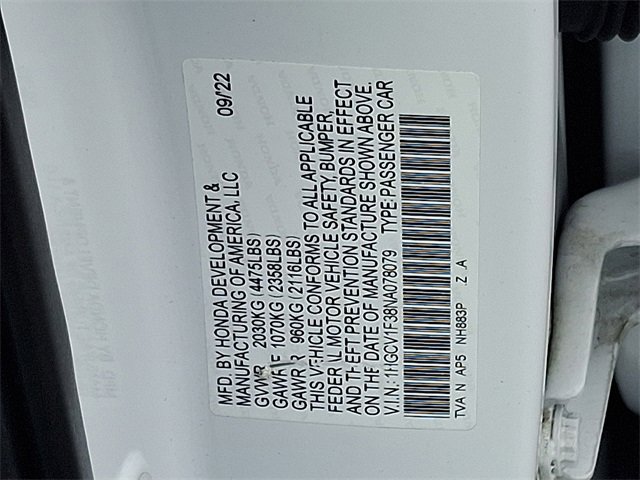 MFD. BY HONDA DEVELOPMENT &
MANUFACTURING OF AMERICA, LLC 09/22
GVWR 2030KG (4475LBS)
GAWR F 1070KG (2358LBS)
GAWR R 960KG (2116LBS)
THIS VEHICLE CONFORMS TO ALL APPLICABLE
FEDERAL MOTOR VEHICLE SAFETY, BUMPER,
AND THEFT PREVENTION STANDARDS IN EFFECT
ON THE DATE OF MANUFACTURE SHOWN ABOVE.
V.I.N.: 1HGCV1F38NA078079 TYPE: PASSENGER CAR
TVA N AP5 NH883P Z .A